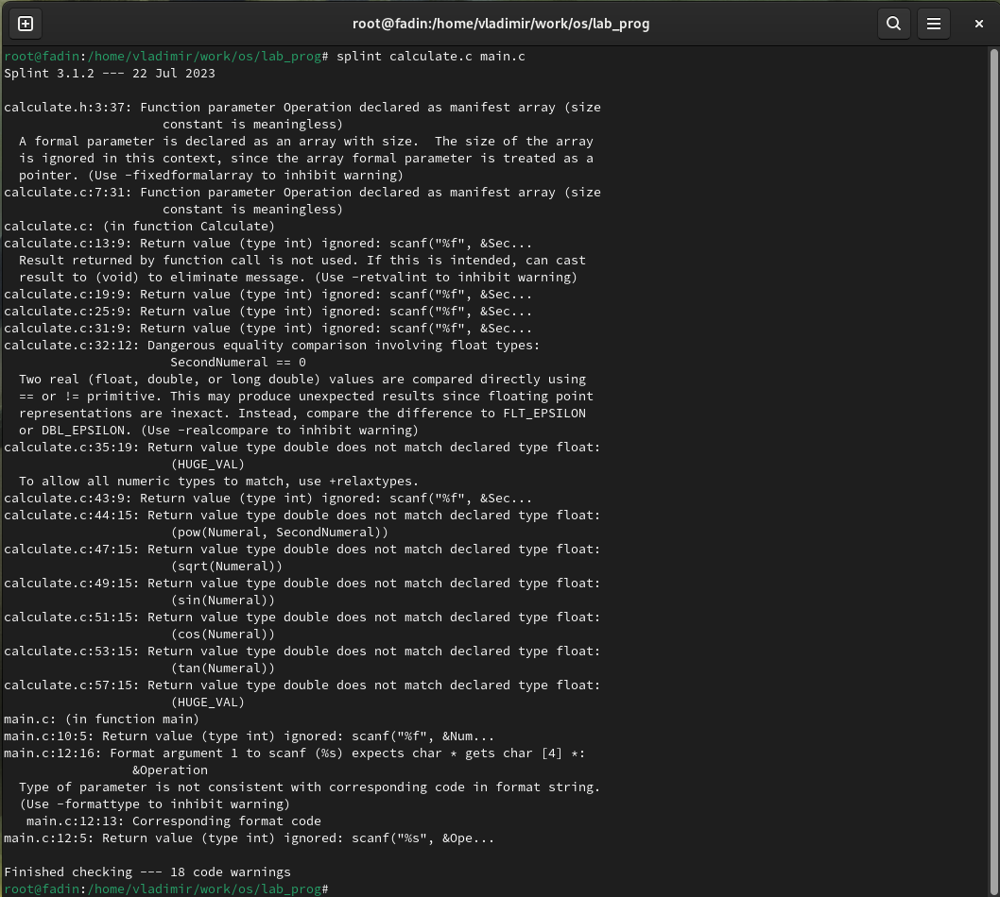 root@fadin:/home/vladimir/work/os/lab_prog
root@fadin:/home/vladimir/work/os/lab_prog# splint calculate.c main.c
Splint 3.1.2 --- 22 Jul 2023
calculate.h:3:37: Function parameter Operation declared as manifest array (size
constant is meaningless)
A formal parameter is declared as an array with size.  The size of the array
is ignored in this context, since the array formal parameter is treated as a
pointer. (Use -fixedformalarray to inhibit warning)
calculate.c:7:31: Function parameter Operation declared as manifest array (size
constant is meaningless)
calculate.c: (in function Calculate)
calculate.c:13:9: Return value (type int) ignored: scanf("%f", &Sec...
Result returned by function call is not used. If this is intended, can cast
result to (void) to eliminate message. (Use -retvalint to inhibit warning)
calculate.c:19:9: Return value (type int) ignored: scanf("%f", &Sec...
calculate.c:25:9: Return value (type int) ignored: scanf("%f", &Sec...
calculate.c:31:9: Return value (type int) ignored: scanf("%f", &Sec...
calculate.c:32:12: Dangerous equality comparison involving float types:
SecondNumeral == 0
Two real (float, double, or long double) values are compared directly using
== or != primitive. This may produce unexpected results since floating point
representations are inexact. Instead, compare the difference to FLT_EPSILON
or DBL_EPSILON. (Use -realcompare to inhibit warning)
calculate.c:35:19: Return value type double does not match declared type float:
(HUGE_VAL)
To allow all numeric types to match, use +relaxtypes.
calculate.c:43:9: Return value (type int) ignored: scanf("%f", &Sec...
calculate.c:44:15: Return value type double does not match declared type float:
(pow(Numeral, SecondNumeral))
calculate.c:47:15: Return value type double does not match declared type float:
(sqrt(Numeral))
calculate.c:49:15: Return value type double does not match declared type float:
(sin(Numeral))
calculate.c:51:15: Return value type double does not match declared type float:
(cos(Numeral))
calculate.c:53:15: Return value type double does not match declared type float:
(tan(Numeral))
calculate.c:57:15: Return value type double does not match declared type float:
(HUGE_VAL)
main.c: (in function main)
main.c:10:5: Return value (type int) ignored: scanf("%f", &Num...
main.c:12:16: Format argument 1 to scanf (%s) expects char * gets char [4] *:
&Operation
Type of parameter is not consistent with corresponding code in format string.
(Use -formattype to inhibit warning)
main.c:12:13: Corresponding format code
main.c:12:5: Return value (type int) ignored: scanf("%s", &Ope...
Finished checking --- 18 code warnings
root@fadin:/home/vladimir/work/os/lab_prog#